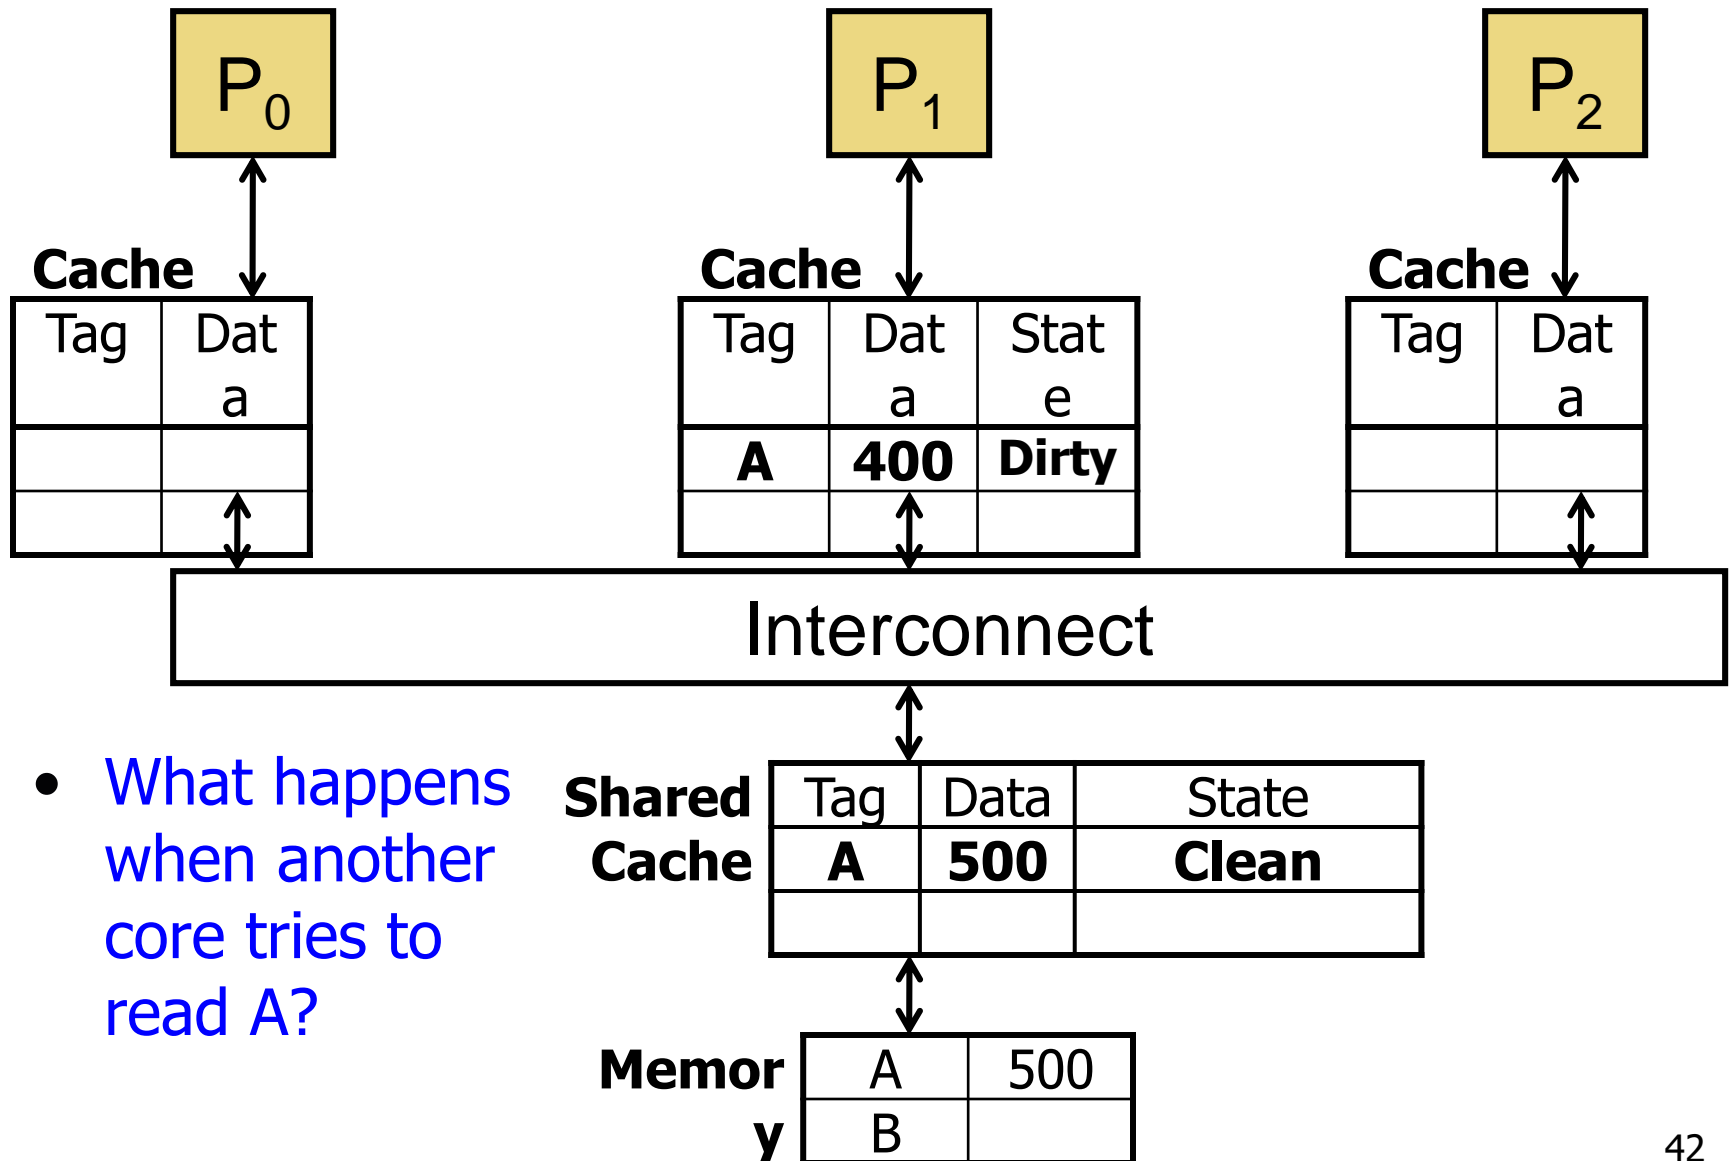 P0 P1 P2
Cache Cache Cache
Tag Dat Tag Dat Stat Tag Dat
a a e a
A 400 Dirty
Interconnect
• What happens
when another
core tries to
read A?
Shared Tag Data State
Cache A 500 Clean
Memor A 500
y B
42